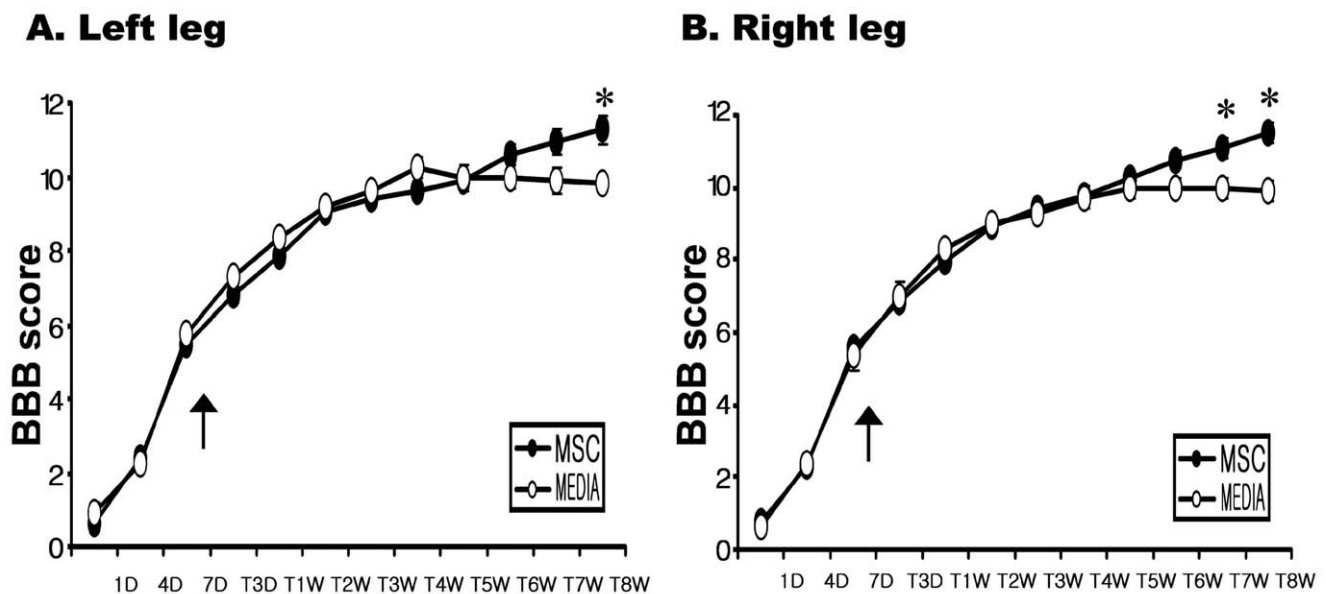 A. Left leg
12
10
8
6
4
2
0
BBB score
*
MSC
MEDIA
1D 4D 7D T3D T1W T2W T3W T4W T5W T6W T7W T8W
B. Right leg
12
10
8
6
4
2
0
BBB score
* *
MSC
MEDIA
1D 4D 7D T3D T1W T2W T3W T4W T5W T6W T7W T8W